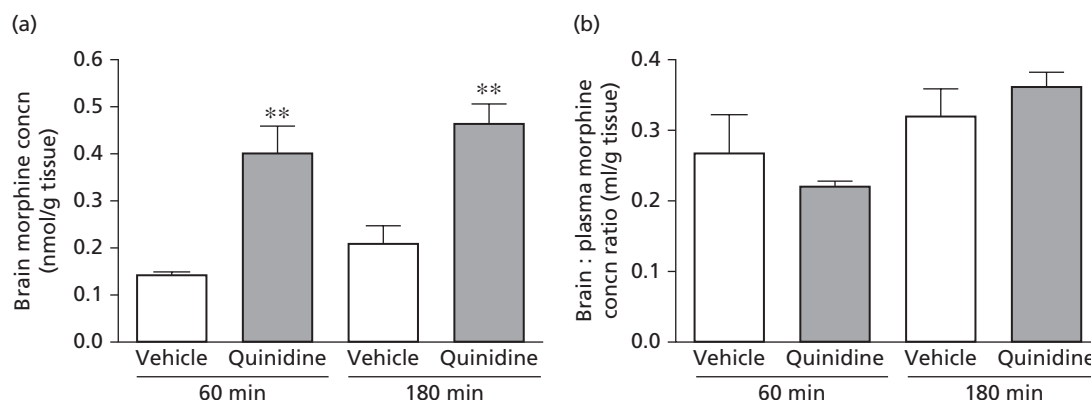 (a)
Brain morphine concn
(nmol/g tissue)
0.6
0.5
0.4
0.3
0.2
0.1
0.0
**
**
Vehicle Quinidine Vehicle Quinidine
60 min 180 min
(b)
Brain : plasma morphine
concn ratio (ml/g tissue)
0.4
0.3
0.2
0.1
0.0
Vehicle Quinidine Vehicle Quinidine
60 min 180 min